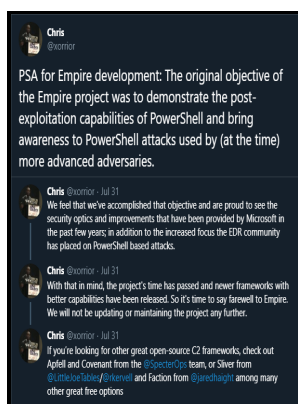 Chris
@xorrior
PSA for Empire development: The original objective of
the Empire project was to demonstrate the post-
exploitation capabilities of PowerShell and bring
awareness to PowerShell attacks used by (at the time)
more advanced adversaries.
Chris @xorrior · Jul 31
We feel that we've accomplished that objective and are proud to see the
security optics and improvements that have been provided by Microsoft in
the past few years; in addition to the increased focus the EDR community
has placed on PowerShell based attacks.
Chris @xorrior · Jul 31
With that in mind, the project's time has passed and newer frameworks with
better capabilities have been released. So it's time to say farewell to Empire.
We will not be updating or maintaining the project any further.
Chris @xorrior · Jul 31
If you're looking for other great open-source C2 frameworks, check out
Apfell and Covenant from the @SpecterOps team, or Sliver from
@LittleJoeTables/@rkervell and Faction from @jaredhaight among many
other great free options